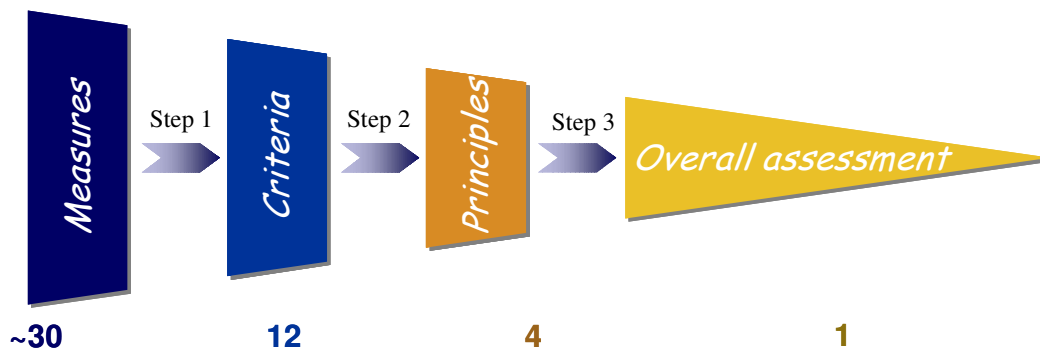 Measures
Step 1
Criteria
Step 2
Principles
Step 3
Overall assessment
~30
12
4
1